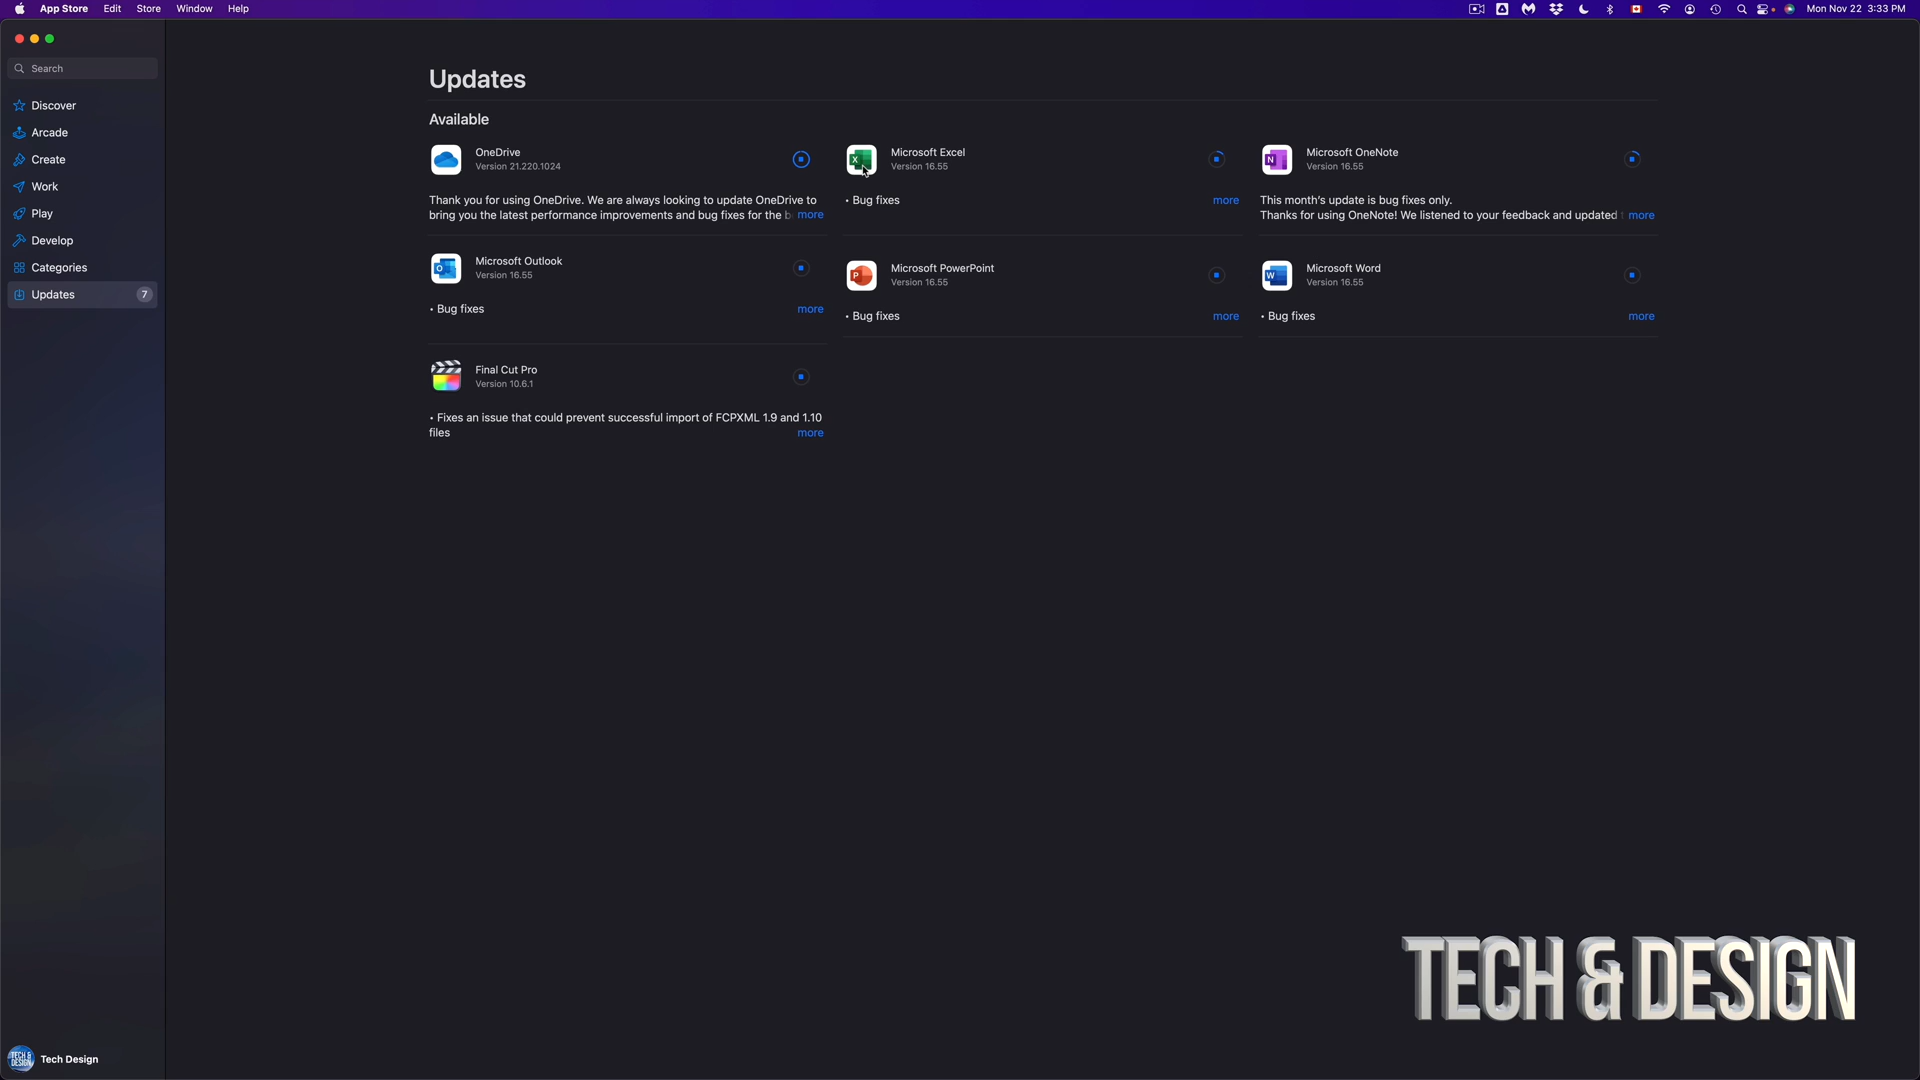 App Store Edit Store Window Help
Mon Nov 22 3:33 PM
Search
Discover
Arcade
Create
Work
Play
Develop
Categories
Updates 7
Tech Design
Updates
Available
OneDrive
Version 21.220.1024
Thank you for using OneDrive. We are always looking to update OneDrive to
bring you the latest performance improvements and bug fixes for the more
Microsoft Excel
Version 16.55
• Bug fixes more
Microsoft OneNote
Version 16.55
This month's update is bug fixes only.
Thanks for using OneNote! We listened to your feedback and updated more
Microsoft Outlook
Version 16.55
• Bug fixes more
Microsoft PowerPoint
Version 16.55
• Bug fixes more
Microsoft Word
Version 16.55
• Bug fixes more
Final Cut Pro
Version 10.6.1
• Fixes an issue that could prevent successful import of FCPXML 1.9 and 1.10
files more
TECH & DESIGN
TECH &
DESIGN